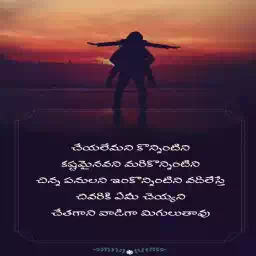 చేయలేమని కొన్నింటిని
కష్టమైనవని మరికొన్నింటిని
చిన్న పనులని ఇంకొన్నింటిని వదిలేస్తే
చివరికి ఏమీ చెయ్యని
చేతగాని వాడిగా మిగులుతావు